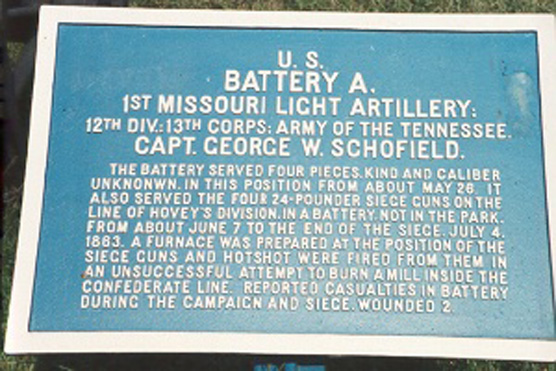 U. S.
BATTERY A.
1ST MISSOURI LIGHT ARTILLERY;
12TH DIV.: 13TH CORPS: ARMY OF THE TENNESSEE.
CAPT. GEORGE W. SCHOFIELD.
THE BATTERY SERVED FOUR PIECES, KIND AND CALIBER
UNKNONWN, IN THIS POSITION FROM ABOUT MAY 26. IT
ALSO SERVED THE FOUR 24-POUNDER SIEGE GUNS ON THE
LINE OF HOVEY'S DIVISION, IN A BATTERY, NOT IN THE PARK,
FROM ABOUT JUNE 7 TO THE END OF THE SIEGE, JULY 4,
1863. A FURNACE WAS PREPARED AT THE POSITION OF THE
SIEGE GUNS AND HOTSHOT WERE FIRED FROM THEM IN
AN UNSUCCESSFUL ATTEMPT TO BURN A MILL INSIDE THE
CONFEDERATE LINE. REPORTED CASUALTIES IN BATTERY
DURING THE CAMPAIGN AND SIEGE, WOUNDED 2.